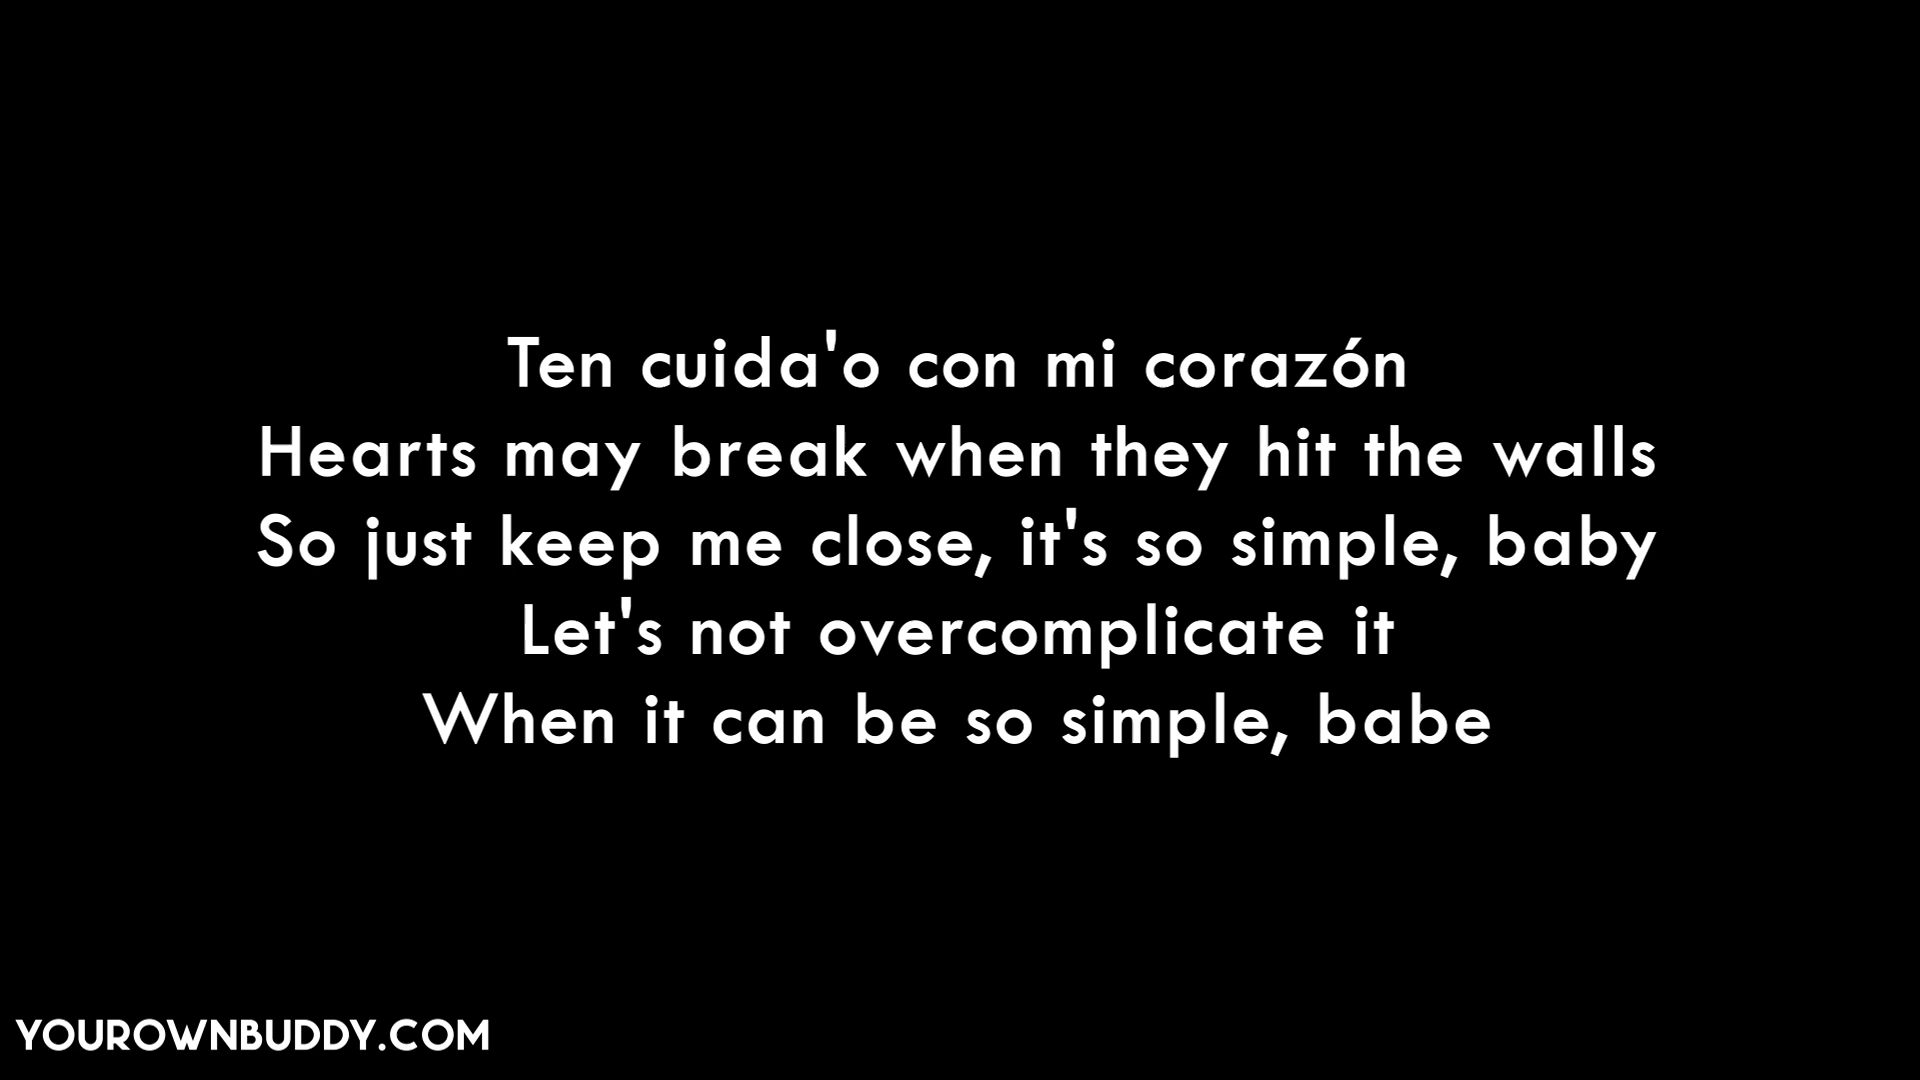 Ten cuida'o con mi corazón
Hearts may break when they hit the walls
So just keep me close, it's so simple, baby
Let's not overcomplicate it
When it can be so simple, babe
YOUROWNBUDDY.COM